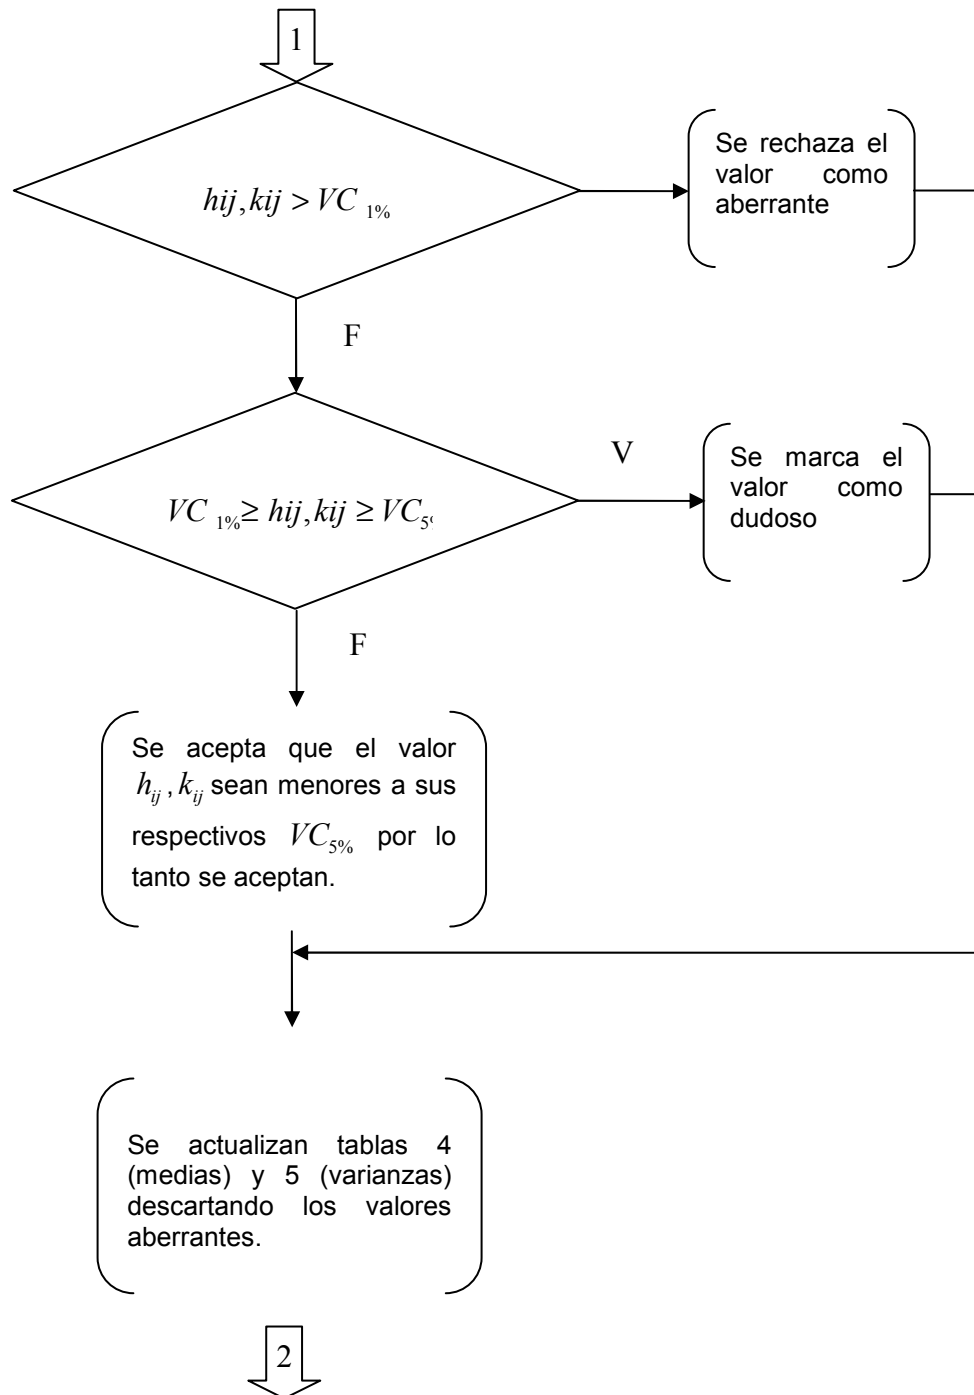 1
hij, kij > VC 1%
Se rechaza el
valor como
aberrante
F
VC 1% ≥ hij, kij ≥ VC5%
V
Se marca el
valor como
dudoso
F
Se acepta que el valor
hij, kij sean menores a sus
respectivos VC5% por lo
tanto se aceptan.
Se actualizan tablas 4
(medias) y 5 (varianzas)
descartando los valores
aberrantes.
2